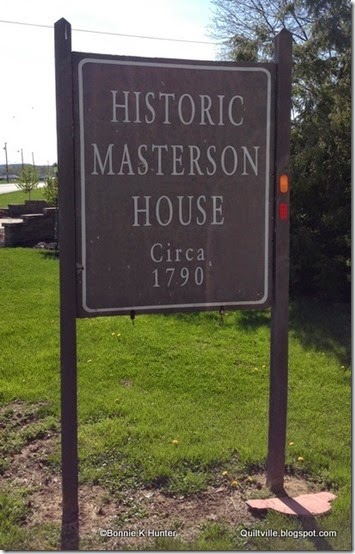 HISTORIC
MASTERSON
HOUSE
Circa
1790
©Bonnie K Hunter
Quiltville.blogspot.com